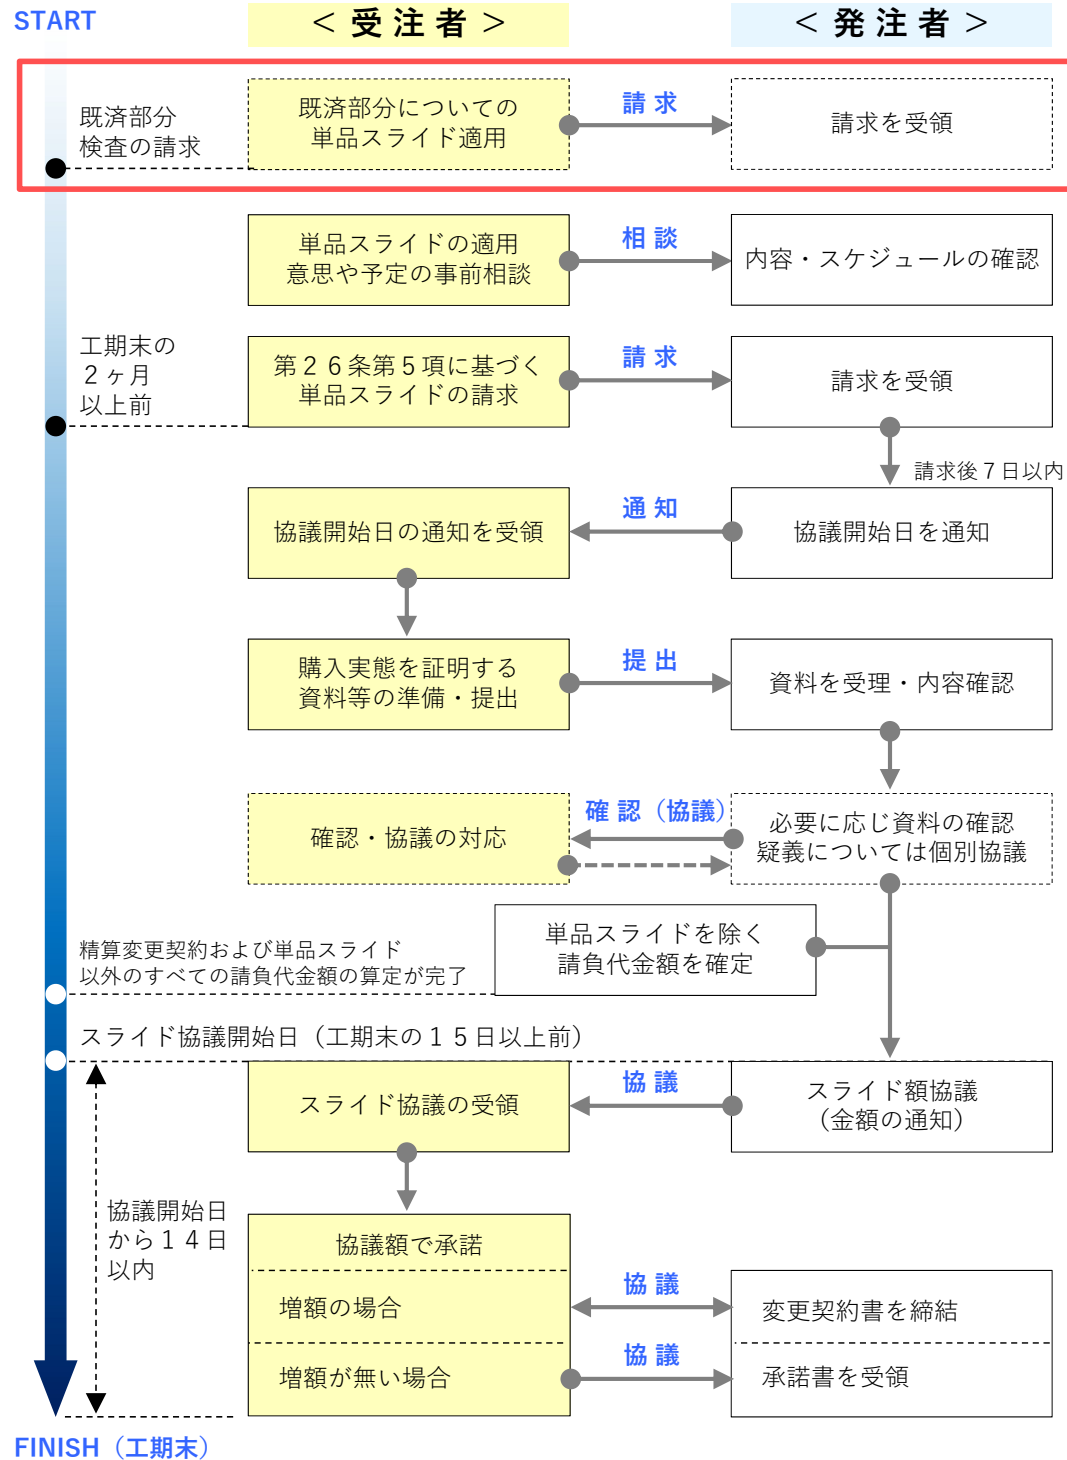 START
＜受注者＞
＜発注者＞
既済部分
検査の請求
既済部分についての
単品スライド適用
請求
請求を受領
単品スライドの適用
意思や予定の事前相談
相談
内容・スケジュールの確認
工期末の
２ヶ月
以上前
第２６条第５項に基づく
単品スライドの請求
請求
請求を受領
請求後７日以内
協議開始日の通知を受領
通知
協議開始日を通知
購入実態を証明する
資料等の準備・提出
提出
資料を受理・内容確認
確認・協議の対応
確認（協議）
必要に応じ資料の確認
疑義については個別協議
精算変更契約および単品スライド
以外のすべての請負代金額の算定が完了
単品スライドを除く
請負代金額を確定
スライド協議開始日（工期末の１５日以上前）
スライド協議の受領
協議
スライド額協議
（金額の通知）
協議開始日
から１４日
以内
協議額で承諾
増額の場合
協議
変更契約書を締結
増額が無い場合
協議
承諾書を受領
FINISH（工期末）